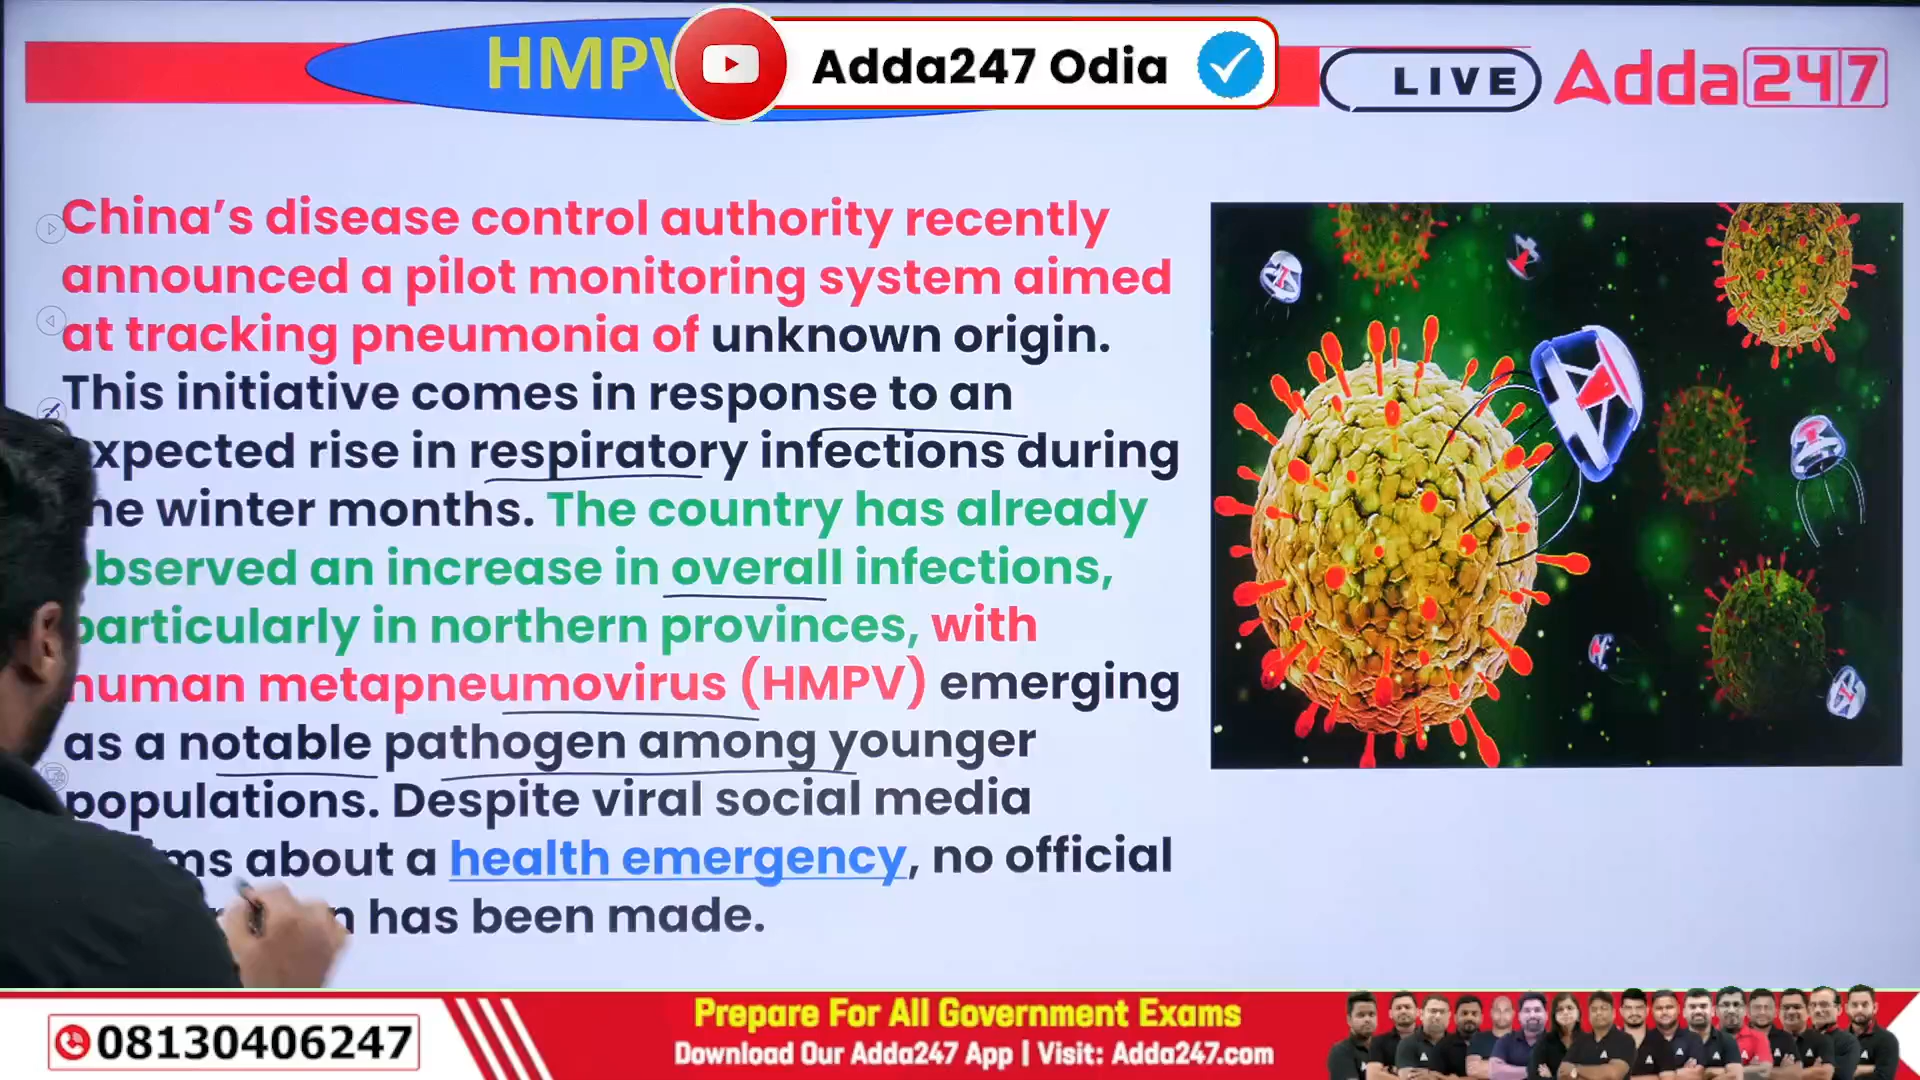 HMPV
Adda247 Odia
LIVE
Adda247
China's disease control authority recently
announced a pilot monitoring system aimed
at tracking pneumonia of unknown origin.
This initiative comes in response to an
xpected rise in respiratory infections during
he winter months. The country has already
bserved an increase in overall infections,
particularly in northern provinces, with
human metapneumovirus (HMPV) emerging
as a notable pathogen among younger
populations. Despite viral social media
ms about a health emergency, no official
n has been made.
08130406247
Prepare For All Government Exams
Download Our Adda247 App | Visit: Adda247.com